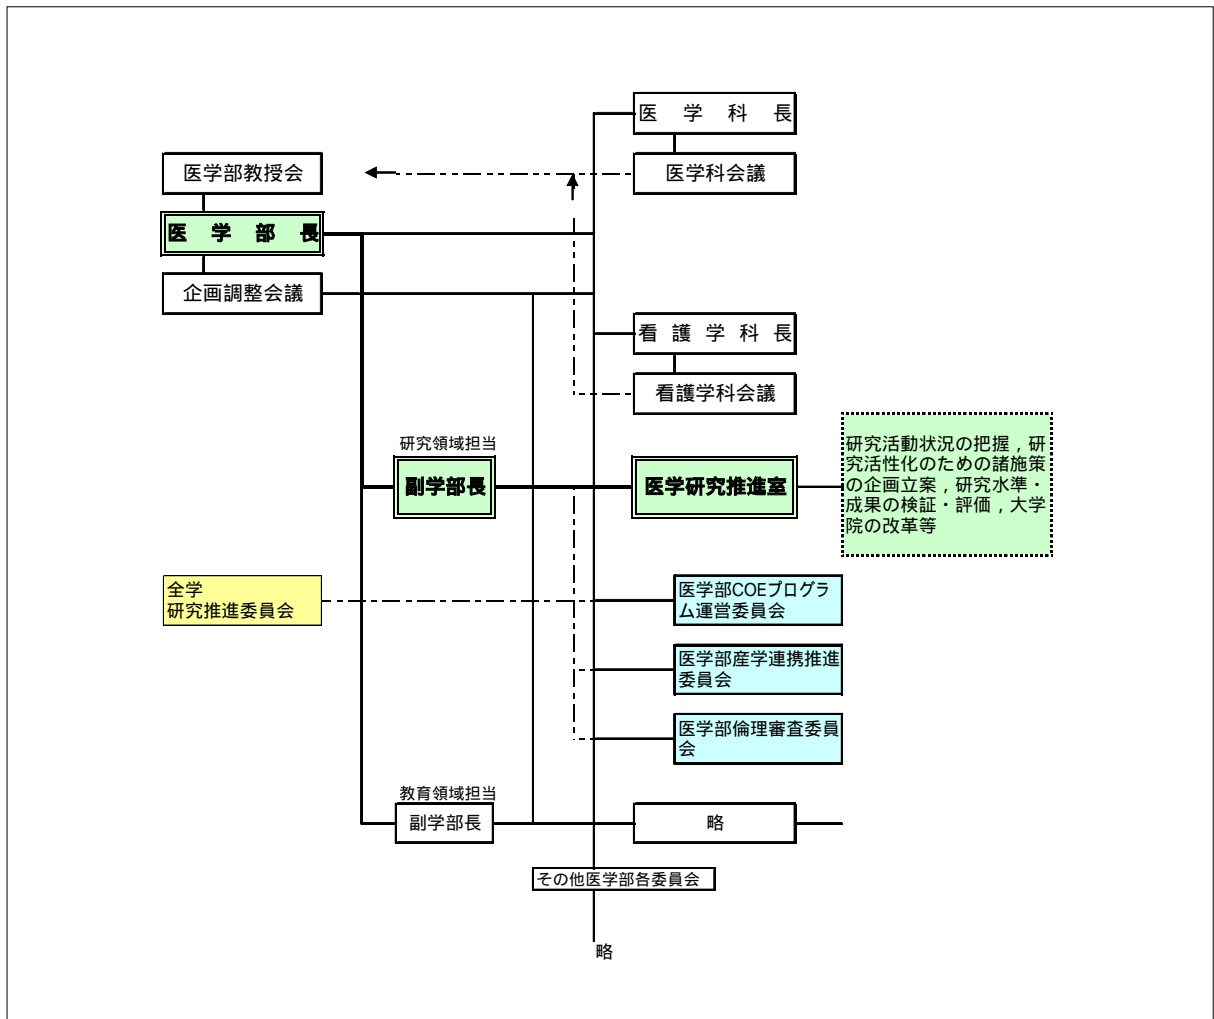 医 学 科 長
医学部教授会
医学科会議
医 学 部 長
企画調整会議
看 護 学 科 長
看護学科会議
研究領域担当
副学部長
医学研究推進室
研究活動状況の把握，研
究活性化のための諸施策
の企画立案，研究水準・
成果の検証・評価，大学
院の改革等
全学
研究推進委員会
医学部COEプログラ
ム運営委員会
医学部産学連携推進
委員会
医学部倫理審査委員
会
教育領域担当
副学部長
略
その他医学部各委員会
略